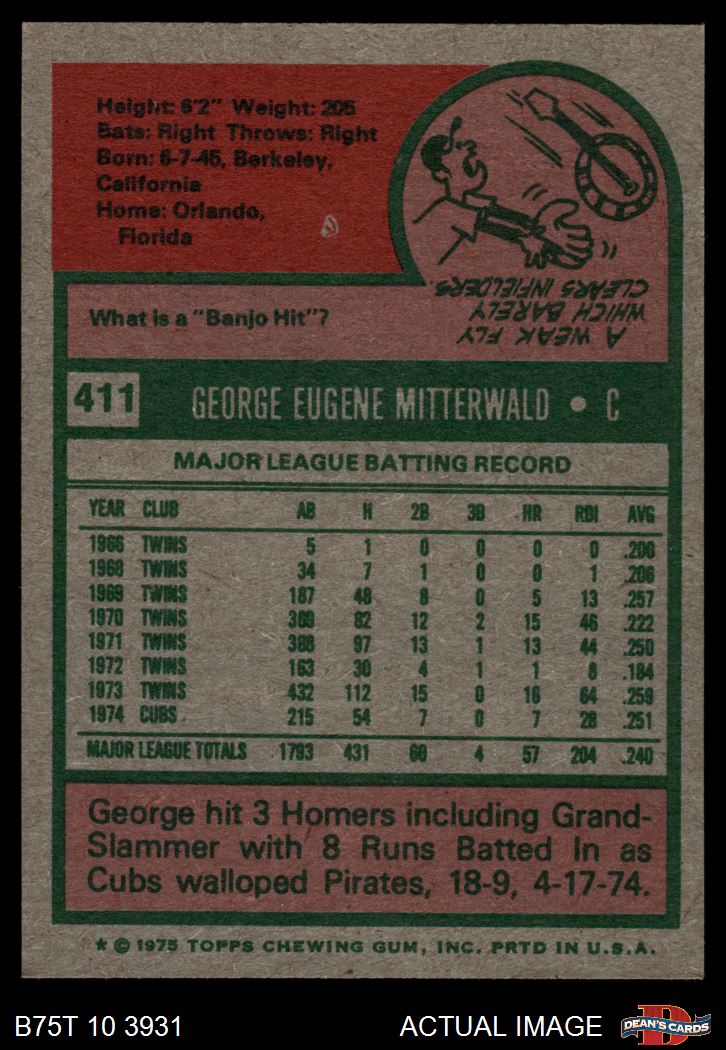 Height: 6'2" Weight: 205
Bats: Right Throws: Right
Born: 6-7-45, Berkeley,
California
Home: Orlando,
Florida
What is a "Banjo Hit"?
A WEAK FLY
WHICH BARELY
CLEARS INFIELDERS.
411 GEORGE EUGENE MITTERWALD • C
MAJOR LEAGUE BATTING RECORD
YEAR CLUB AB H 2B 3B HR RBI AVG
1966 TWINS 5 1 0 0 0 0 .200
1968 TWINS 34 7 1 0 0 1 .206
1969 TWINS 187 48 8 0 5 13 .257
1970 TWINS 369 82 12 2 15 46 .222
1971 TWINS 388 97 13 1 13 44 .250
1972 TWINS 163 30 4 1 1 8 .184
1973 TWINS 432 112 15 0 16 64 .259
1974 CUBS 215 54 7 0 7 28 .251
MAJOR LEAGUE TOTALS 1793 431 60 4 57 204 .240
George hit 3 Homers including Grand-
Slammer with 8 Runs Batted In as
Cubs walloped Pirates, 18-9, 4-17-74.
* © 1975 TOPPS CHEWING GUM, INC. PRTD IN U.S.A.
B75T 10 3931 ACTUAL IMAGE
DEAN'S CARDS